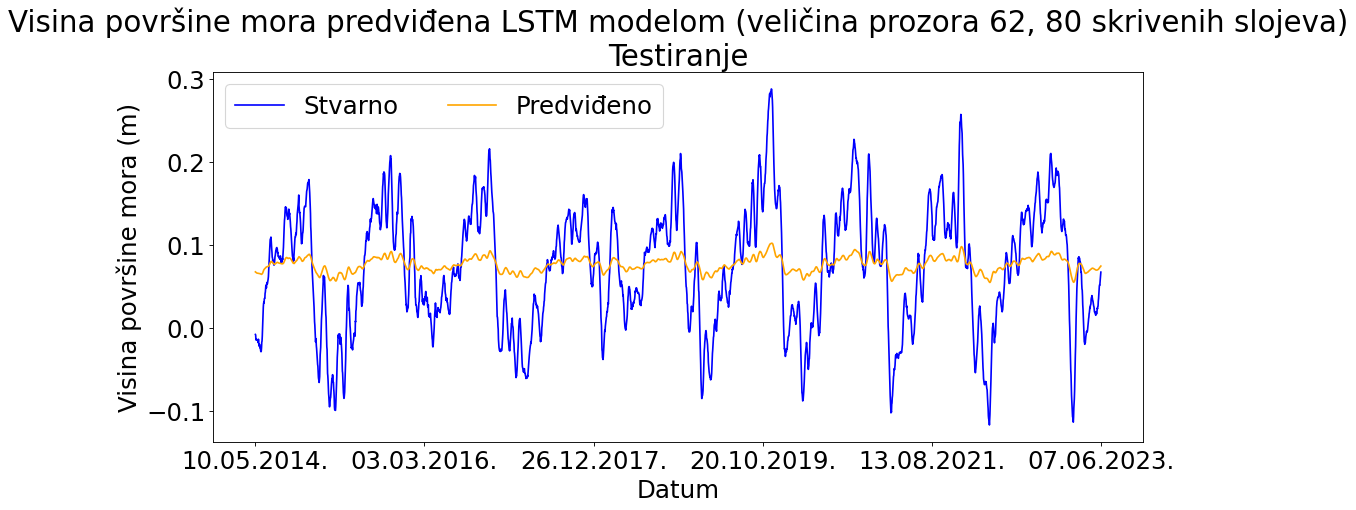 Visina površine mora predviđena LSTM modelom (veličina prozora 62, 80 skrivenih slojeva)
Testiranje
Stvarno Predviđeno
Visina površine mora (m)
0.3
0.2
0.1
0.0
−0.1
10.05.2014. 03.03.2016. 26.12.2017. 20.10.2019. 13.08.2021. 07.06.2023.
Datum